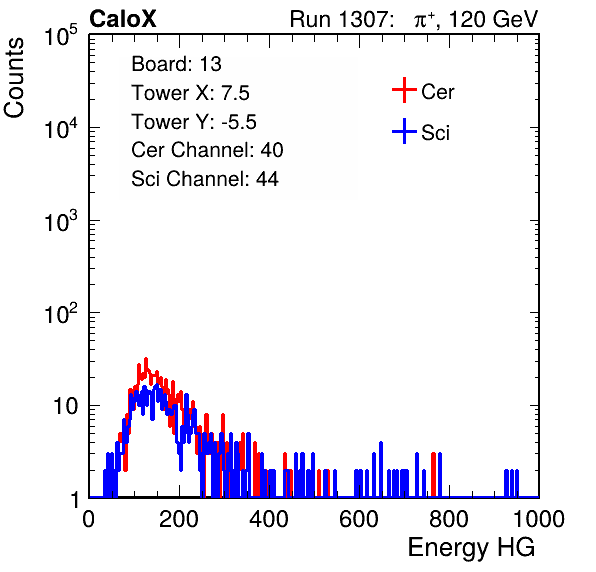 CaloX Run 1307: π⁺, 120 GeV
Board: 13
Tower X: 7.5
Tower Y: -5.5
Cer Channel: 40
Sci Channel: 44
Cer
Sci
Counts
10⁵
10⁴
10³
10²
10
1
0 200 400 600 800 1000
Energy HG